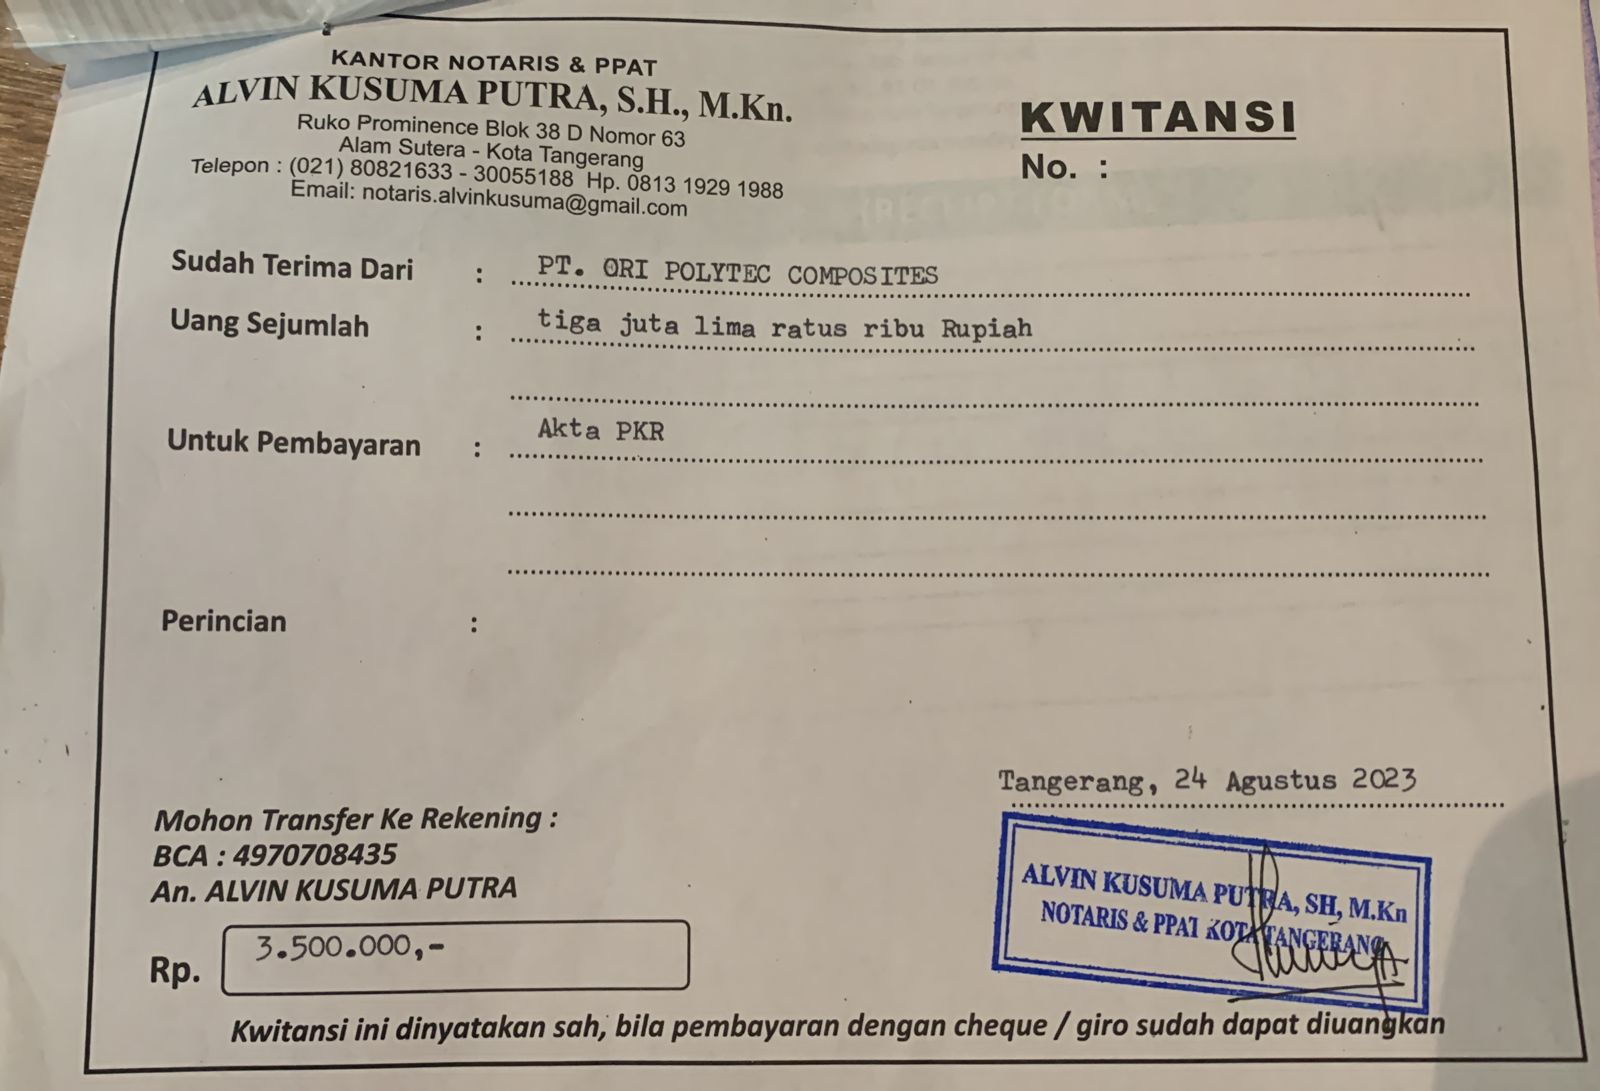 KANTOR NOTARIS & PPAT
ALVIN KUSUMA PUTRA, S.H., M.Kn.
Ruko Prominence Blok 38 D Nomor 63
Alam Sutera - Kota Tangerang
Telepon : (021) 80821633 - 30055188 Hp. 0813 1929 1988
Email: notaris.alvinkusuma@gmail.com
KWITANSI
No. :
Sudah Terima Dari : PT. ORI POLYTEC COMPOSITES
Uang Sejumlah : tiga juta lima ratus ribu Rupiah
Untuk Pembayaran : Akta PKR
Perincian :
Tangerang, 24 Agustus 2023
Mohon Transfer Ke Rekening :
BCA : 4970708435
An. ALVIN KUSUMA PUTRA
ALVIN KUSUMA PUTRA, SH, M.Kn
NOTARIS & PPAT KOTA TANGERANG
Rp. 3.500.000,-
Kwitansi ini dinyatakan sah, bila pembayaran dengan cheque / giro sudah dapat diuangkan